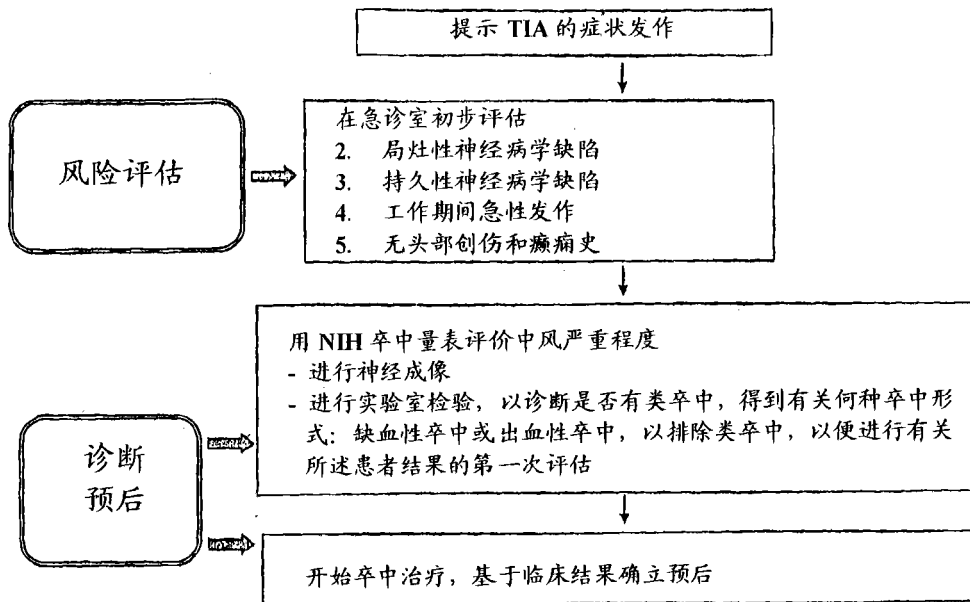 提示 TIA 的症状发作
风险评估
在急诊室初步评估
2. 局灶性神经病学缺陷
3. 持久性神经病学缺陷
4. 工作期间急性发作
5. 无头部创伤和癫痫史
用 NIH 卒中量表评价中风严重程度
- 进行神经成像
- 进行实验室检验，以诊断是否有类卒中，得到有关何种卒中形
式：缺血性卒中或出血性卒中，以排除类卒中，以便进行有关
所述患者结果的第一次评估
诊断
预后
开始卒中治疗，基于临床结果确立预后